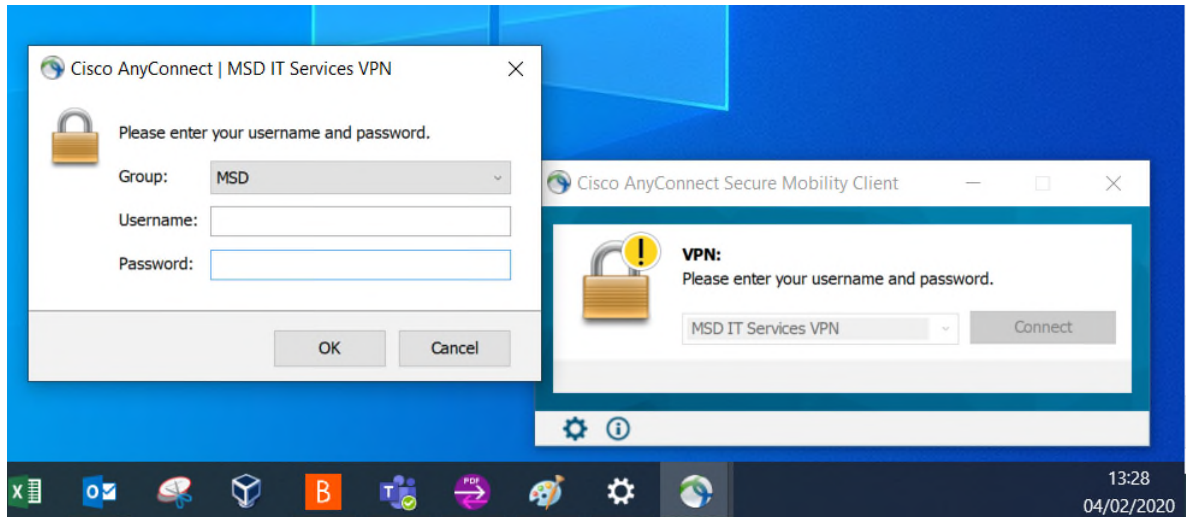 Cisco AnyConnect | MSD IT Services VPN
Please enter your username and password.
Group: MSD
Username:
Password:
OK Cancel
Cisco AnyConnect Secure Mobility Client
VPN:
Please enter your username and password.
MSD IT Services VPN Connect
B
PDF
13:28
04/02/2020